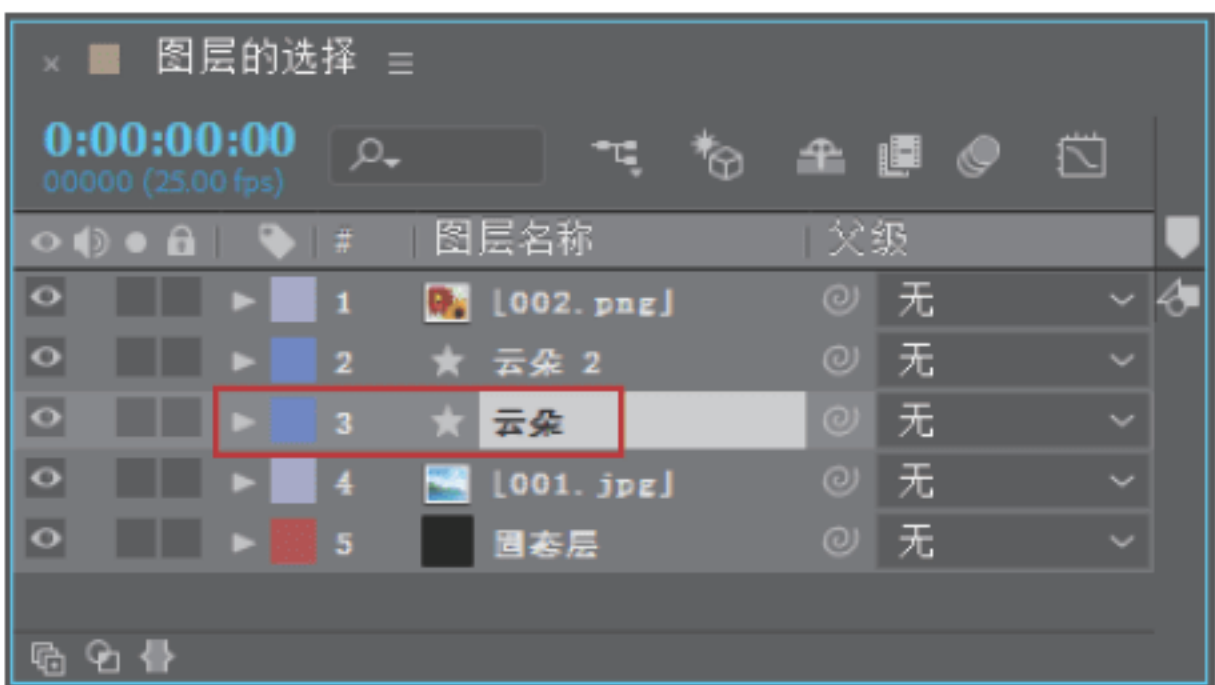 × 图层的选择 ≡
0:00:00:00
00000 (25.00 fps)
# 图层名称 父级
1 [002.png] 无
2 云朵 2 无
3 云朵 无
4 [001.jpg] 无
5 固态层 无